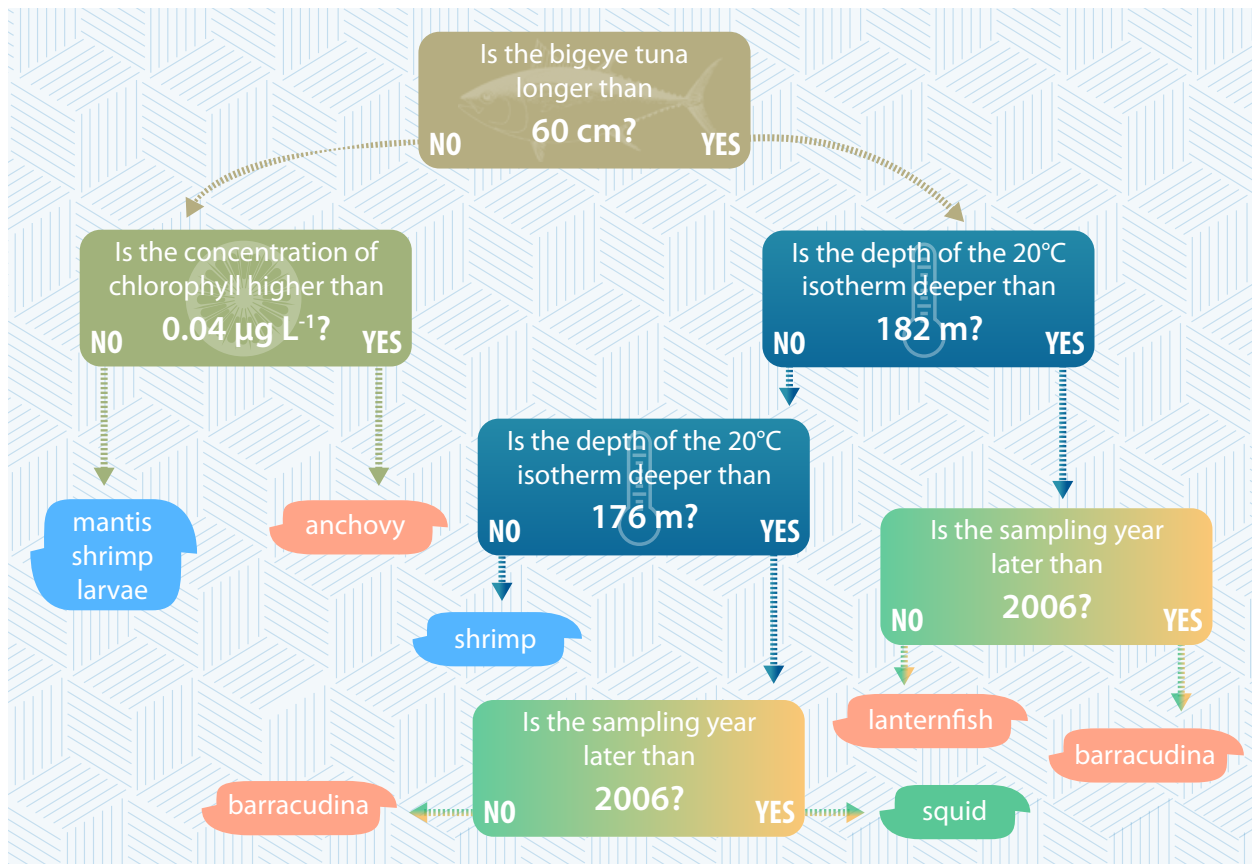 Is the bigeye tuna
longer than
60 cm?
NO
YES
Is the concentration of
chlorophyll higher than
0.04 µg L⁻¹?
NO
YES
Is the depth of the 20°C
isotherm deeper than
182 m?
NO
YES
Is the depth of the 20°C
isotherm deeper than
176 m?
NO
YES
mantis
shrimp
larvae
anchovy
Is the sampling year
later than
2006?
NO
YES
shrimp
lanternfish
barracudina
Is the sampling year
later than
2006?
NO
YES
barracudina
squid